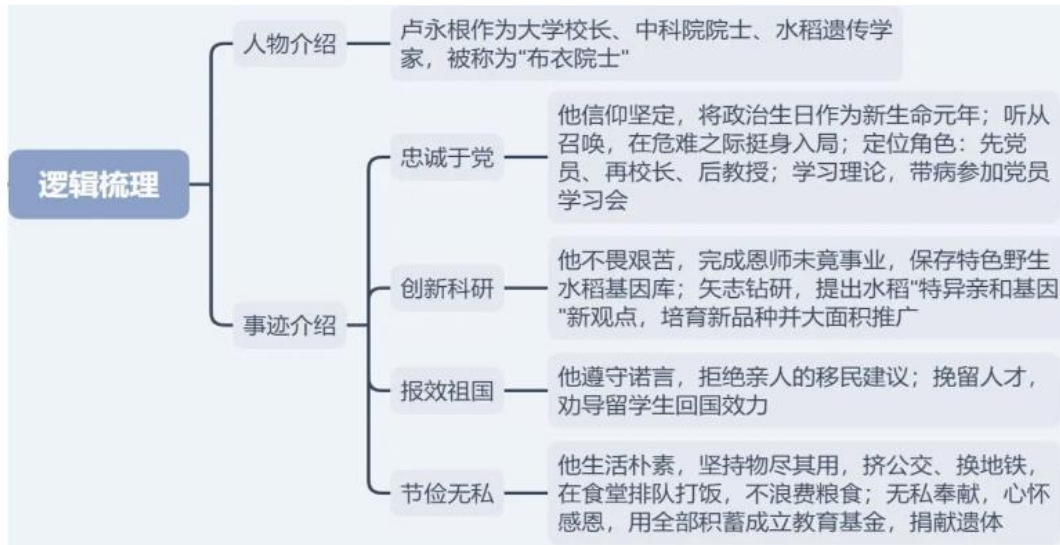 逻辑梳理
人物介绍
卢永根作为大学校长、中科院院士、水稻遗传学
家，被称为"布衣院士"
事迹介绍
忠诚于党
他信仰坚定，将政治生日作为新生命元年；听从
召唤，在危难之际挺身入局；定位角色：先党
员、再校长、后教授；学习理论，带病参加党员
学习会
创新科研
他不畏艰苦，完成恩师未竟事业，保存特色野生
水稻基因库；矢志钻研，提出水稻"特异亲和基因
"新观点，培育新品种并大面积推广
报效祖国
他遵守诺言，拒绝亲人的移民建议；挽留人才，
劝导留学生回国效力
节俭无私
他生活朴素，坚持物尽其用，挤公交、换地铁，
在食堂排队打饭，不浪费粮食；无私奉献，心怀
感恩，用全部积蓄成立教育基金，捐献遗体